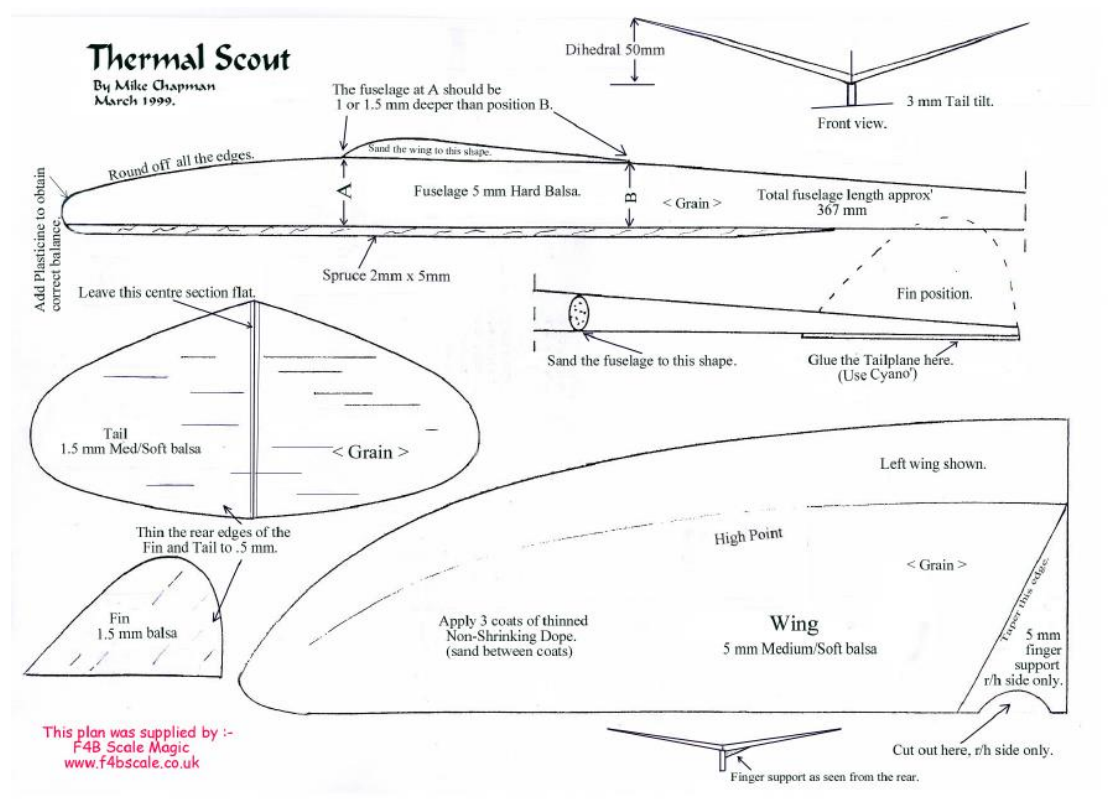 Thermal Scout
By Mike Chapman
March 1999.
Dihedral 50mm
3 mm Tail tilt.
Front view.
The fuselage at A should be
1 or 1.5 mm deeper than position B.
Round off all the edges.
Sand the wing to this shape.
A
Fuselage 5 mm Hard Balsa.
B
< Grain >
Total fuselage length approx'
367 mm
Add Plasticine to obtain
correct balance.
Spruce 2mm x 5mm
Leave this centre section flat.
Fin position.
Sand the fuselage to this shape.
Glue the Tailplane here.
(Use Cyano')
Tail
1.5 mm Med/Soft balsa
< Grain >
Left wing shown.
Thin the rear edges of the
Fin and Tail to .5 mm.
High Point
< Grain >
Taper this edge.
Fin
1.5 mm balsa
Apply 3 coats of thinned
Non-Shrinking Dope.
(sand between coats)
Wing
5 mm Medium/Soft balsa
5 mm
finger
support
r/h side only.
This plan was supplied by :-
F4B Scale Magic
www.f4bscale.co.uk
Cut out here, r/h side only.
Finger support as seen from the rear.